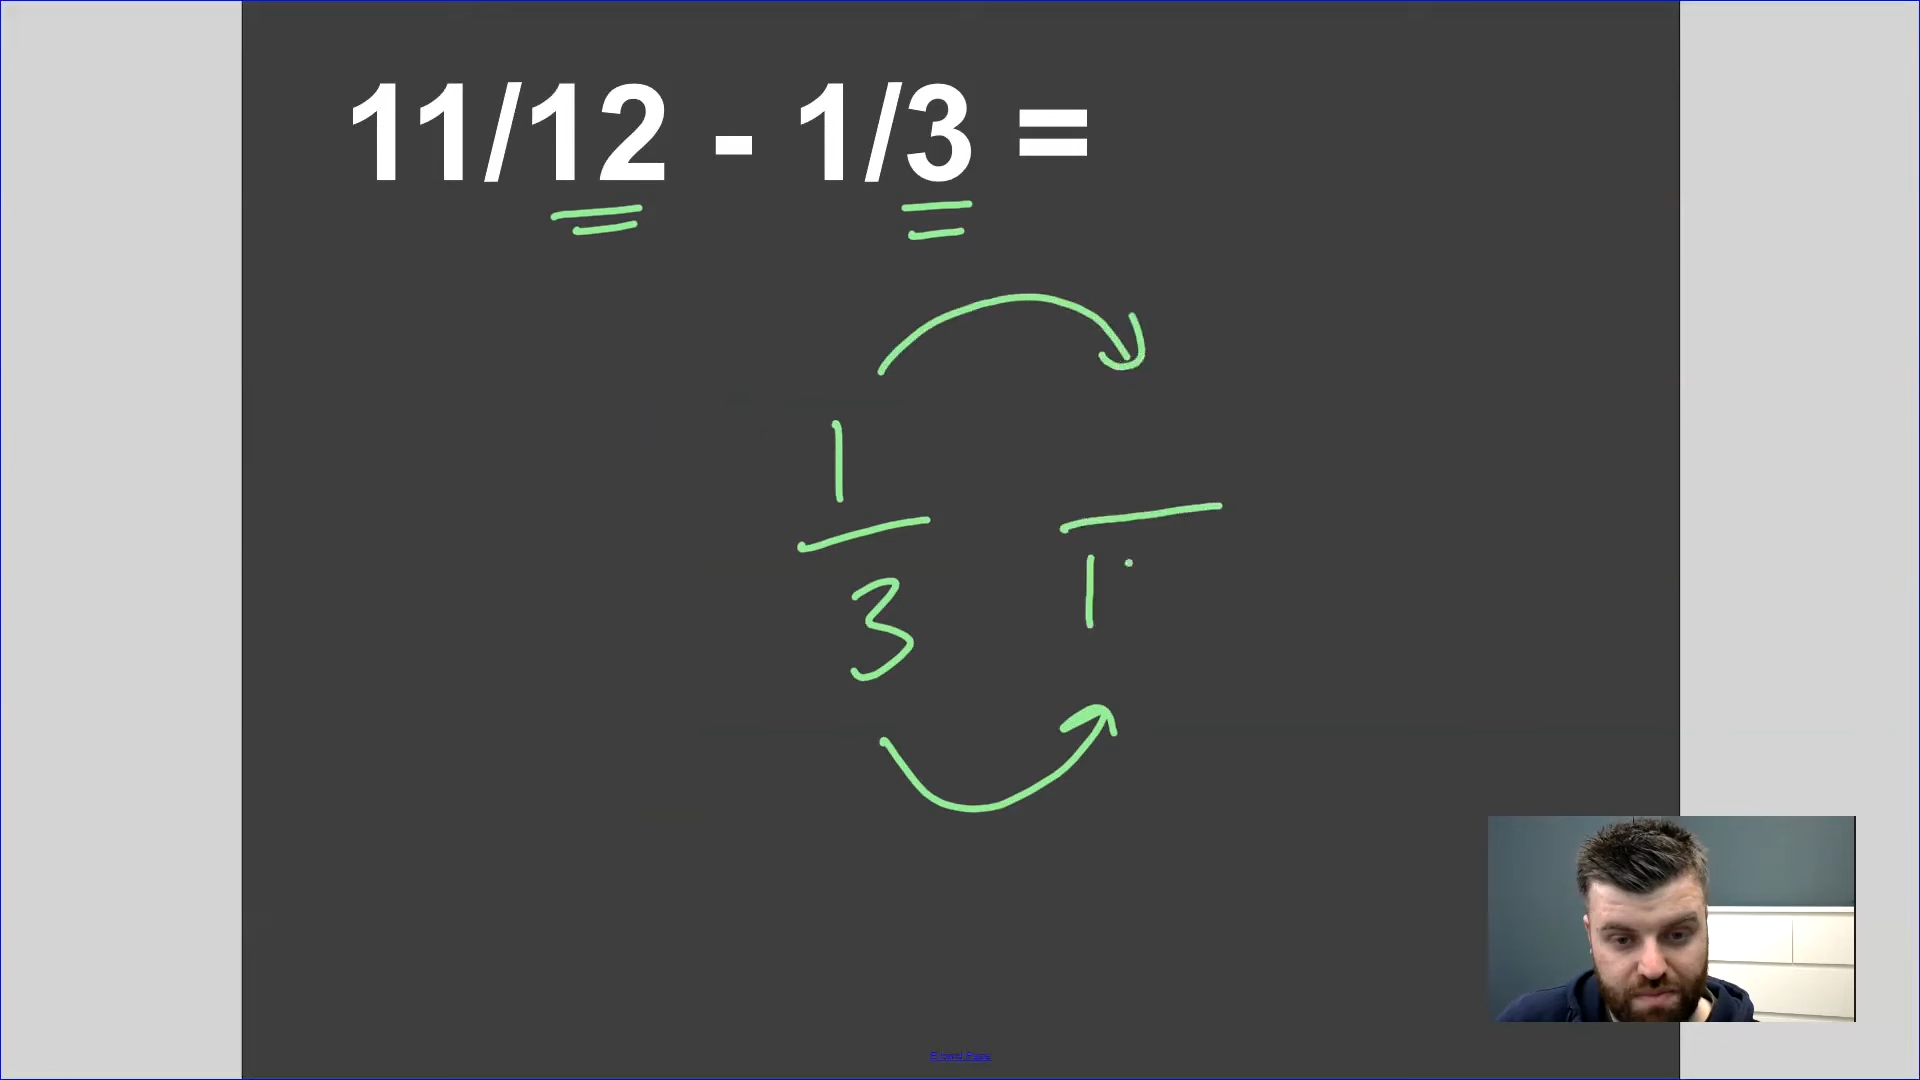 11/12 - 1/3 =
1
3
1